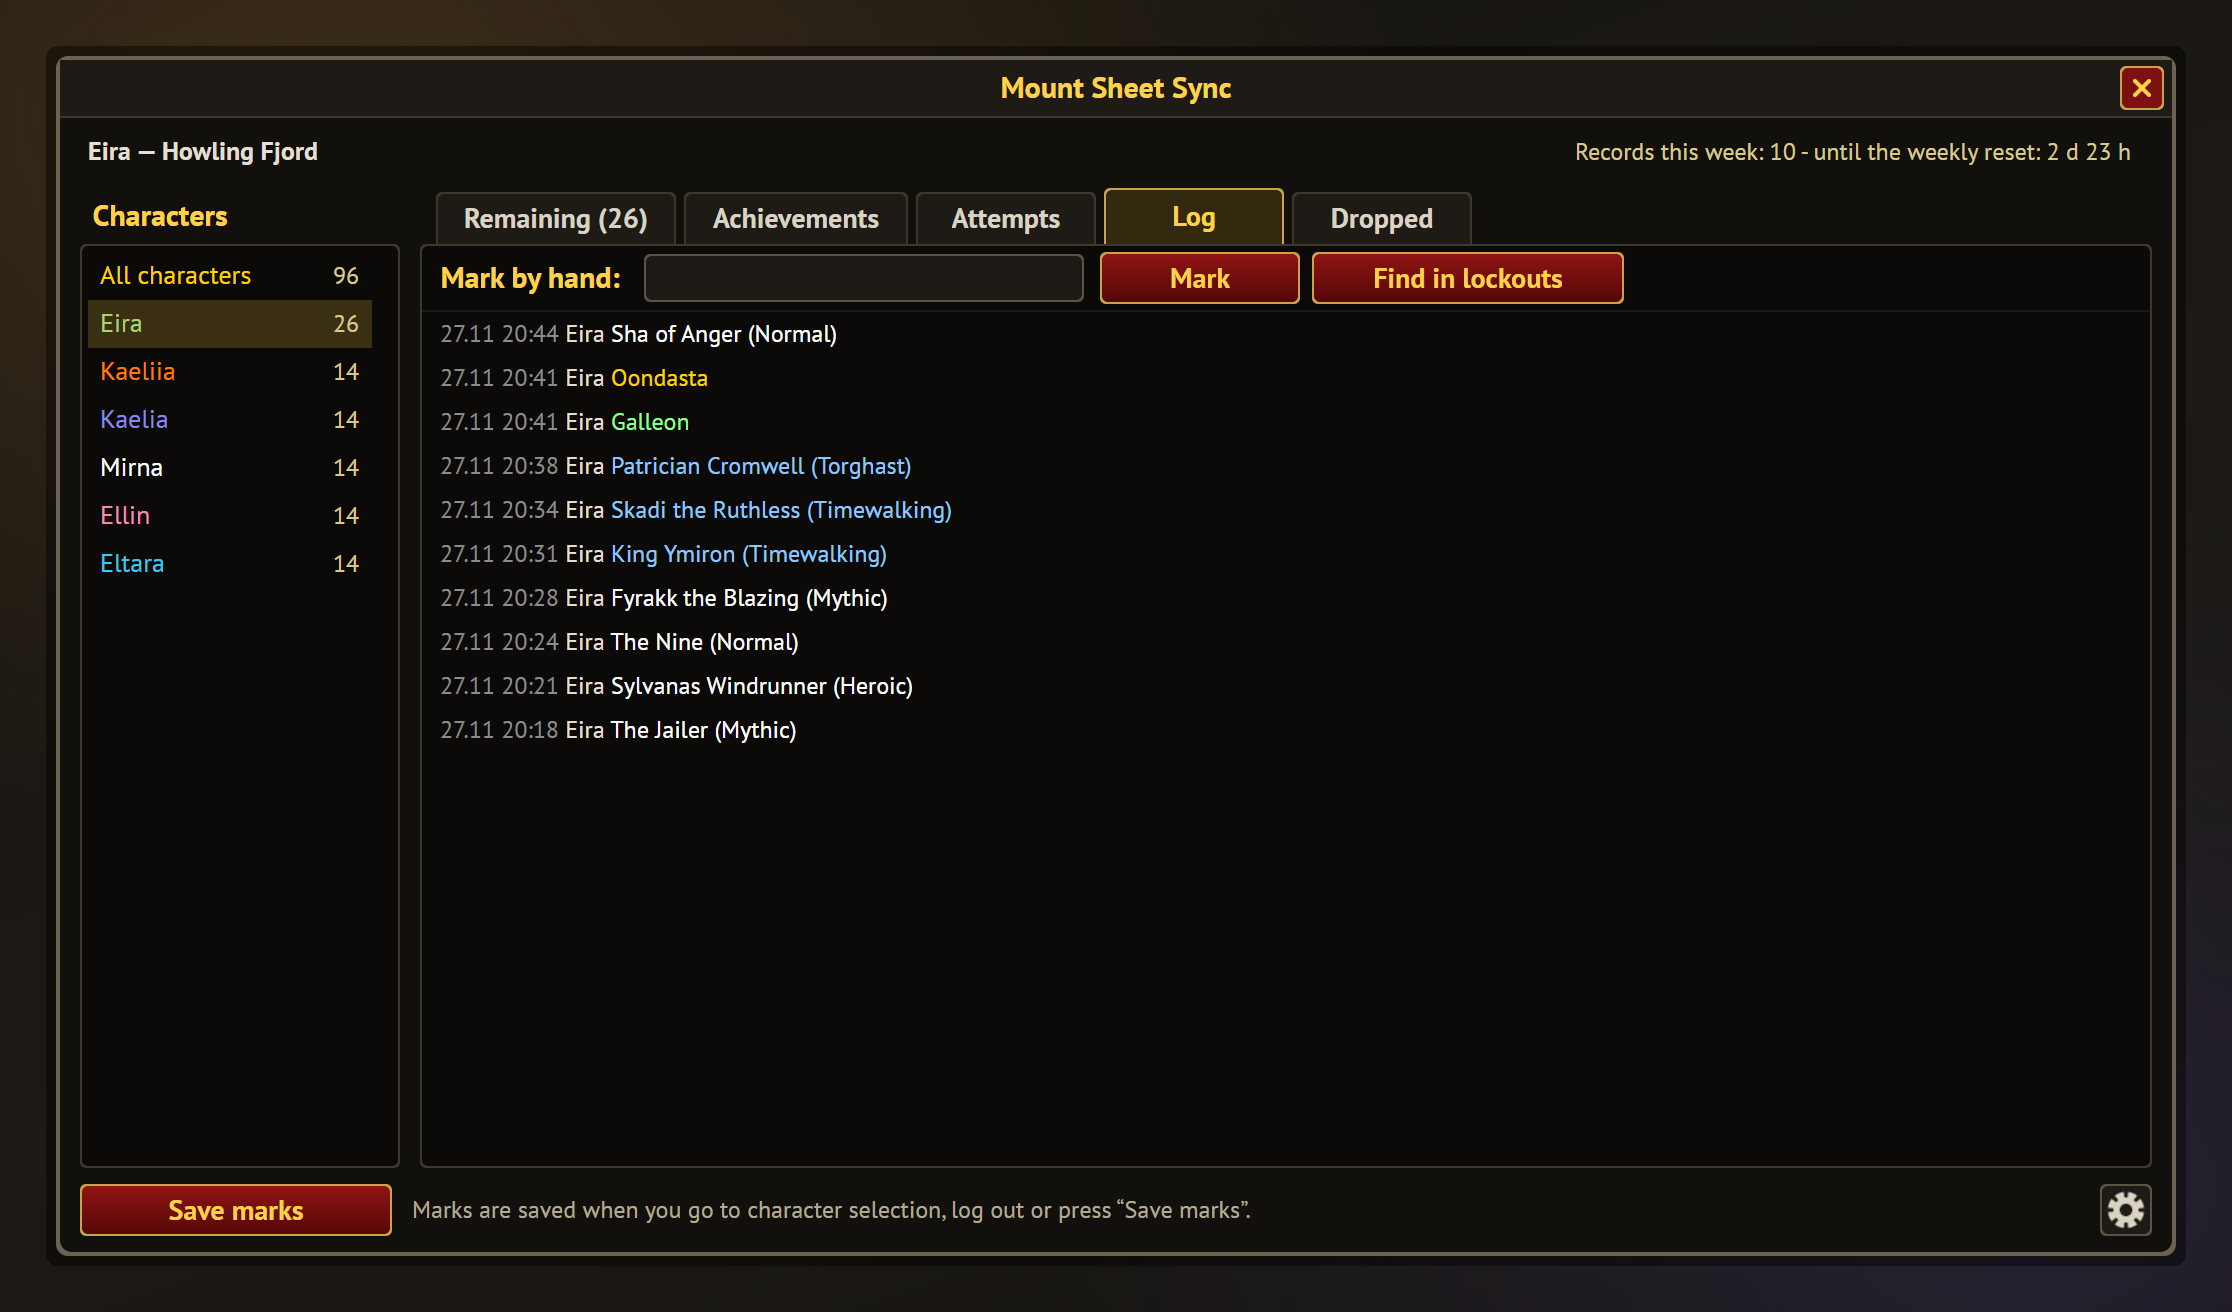 Mount Sheet Sync
Eira — Howling Fjord
Records this week: 10 - until the weekly reset: 2 d 23 h
Characters
Remaining (26)
Achievements
Attempts
Log
Dropped
All characters 96
Eira 26
Kaeliia 14
Kaelia 14
Mirna 14
Ellin 14
Eltara 14
Mark by hand:
Mark
Find in lockouts
27.11 20:44 Eira Sha of Anger (Normal)
27.11 20:41 Eira Oondasta
27.11 20:41 Eira Galleon
27.11 20:38 Eira Patrician Cromwell (Torghast)
27.11 20:34 Eira Skadi the Ruthless (Timewalking)
27.11 20:31 Eira King Ymiron (Timewalking)
27.11 20:28 Eira Fyrakk the Blazing (Mythic)
27.11 20:24 Eira The Nine (Normal)
27.11 20:21 Eira Sylvanas Windrunner (Heroic)
27.11 20:18 Eira The Jailer (Mythic)
Save marks
Marks are saved when you go to character selection, log out or press “Save marks”.